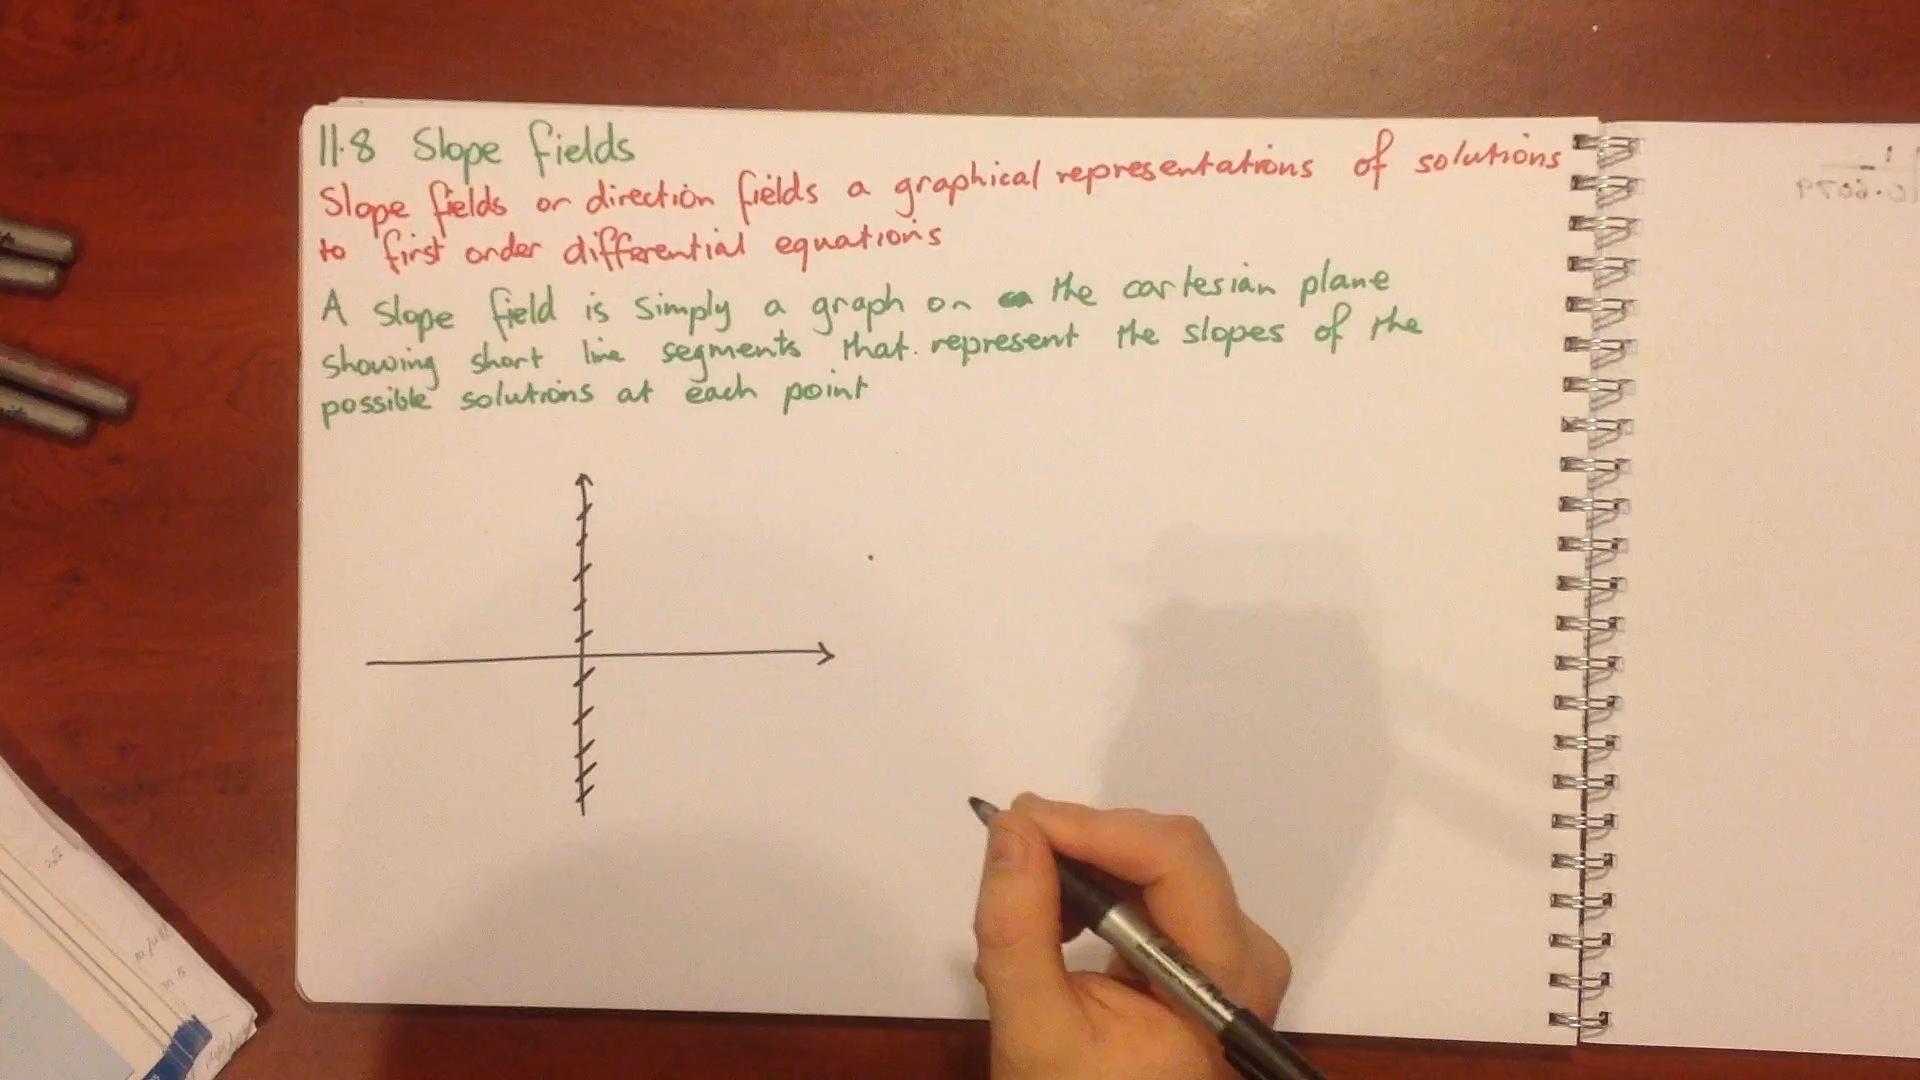 11.8 Slope fields
Slope fields or direction fields a graphical representations of solutions
to first order differential equations
A slope field is simply a graph on the cartesian plane
showing short line segments that represent the slopes of the
possible solutions at each point